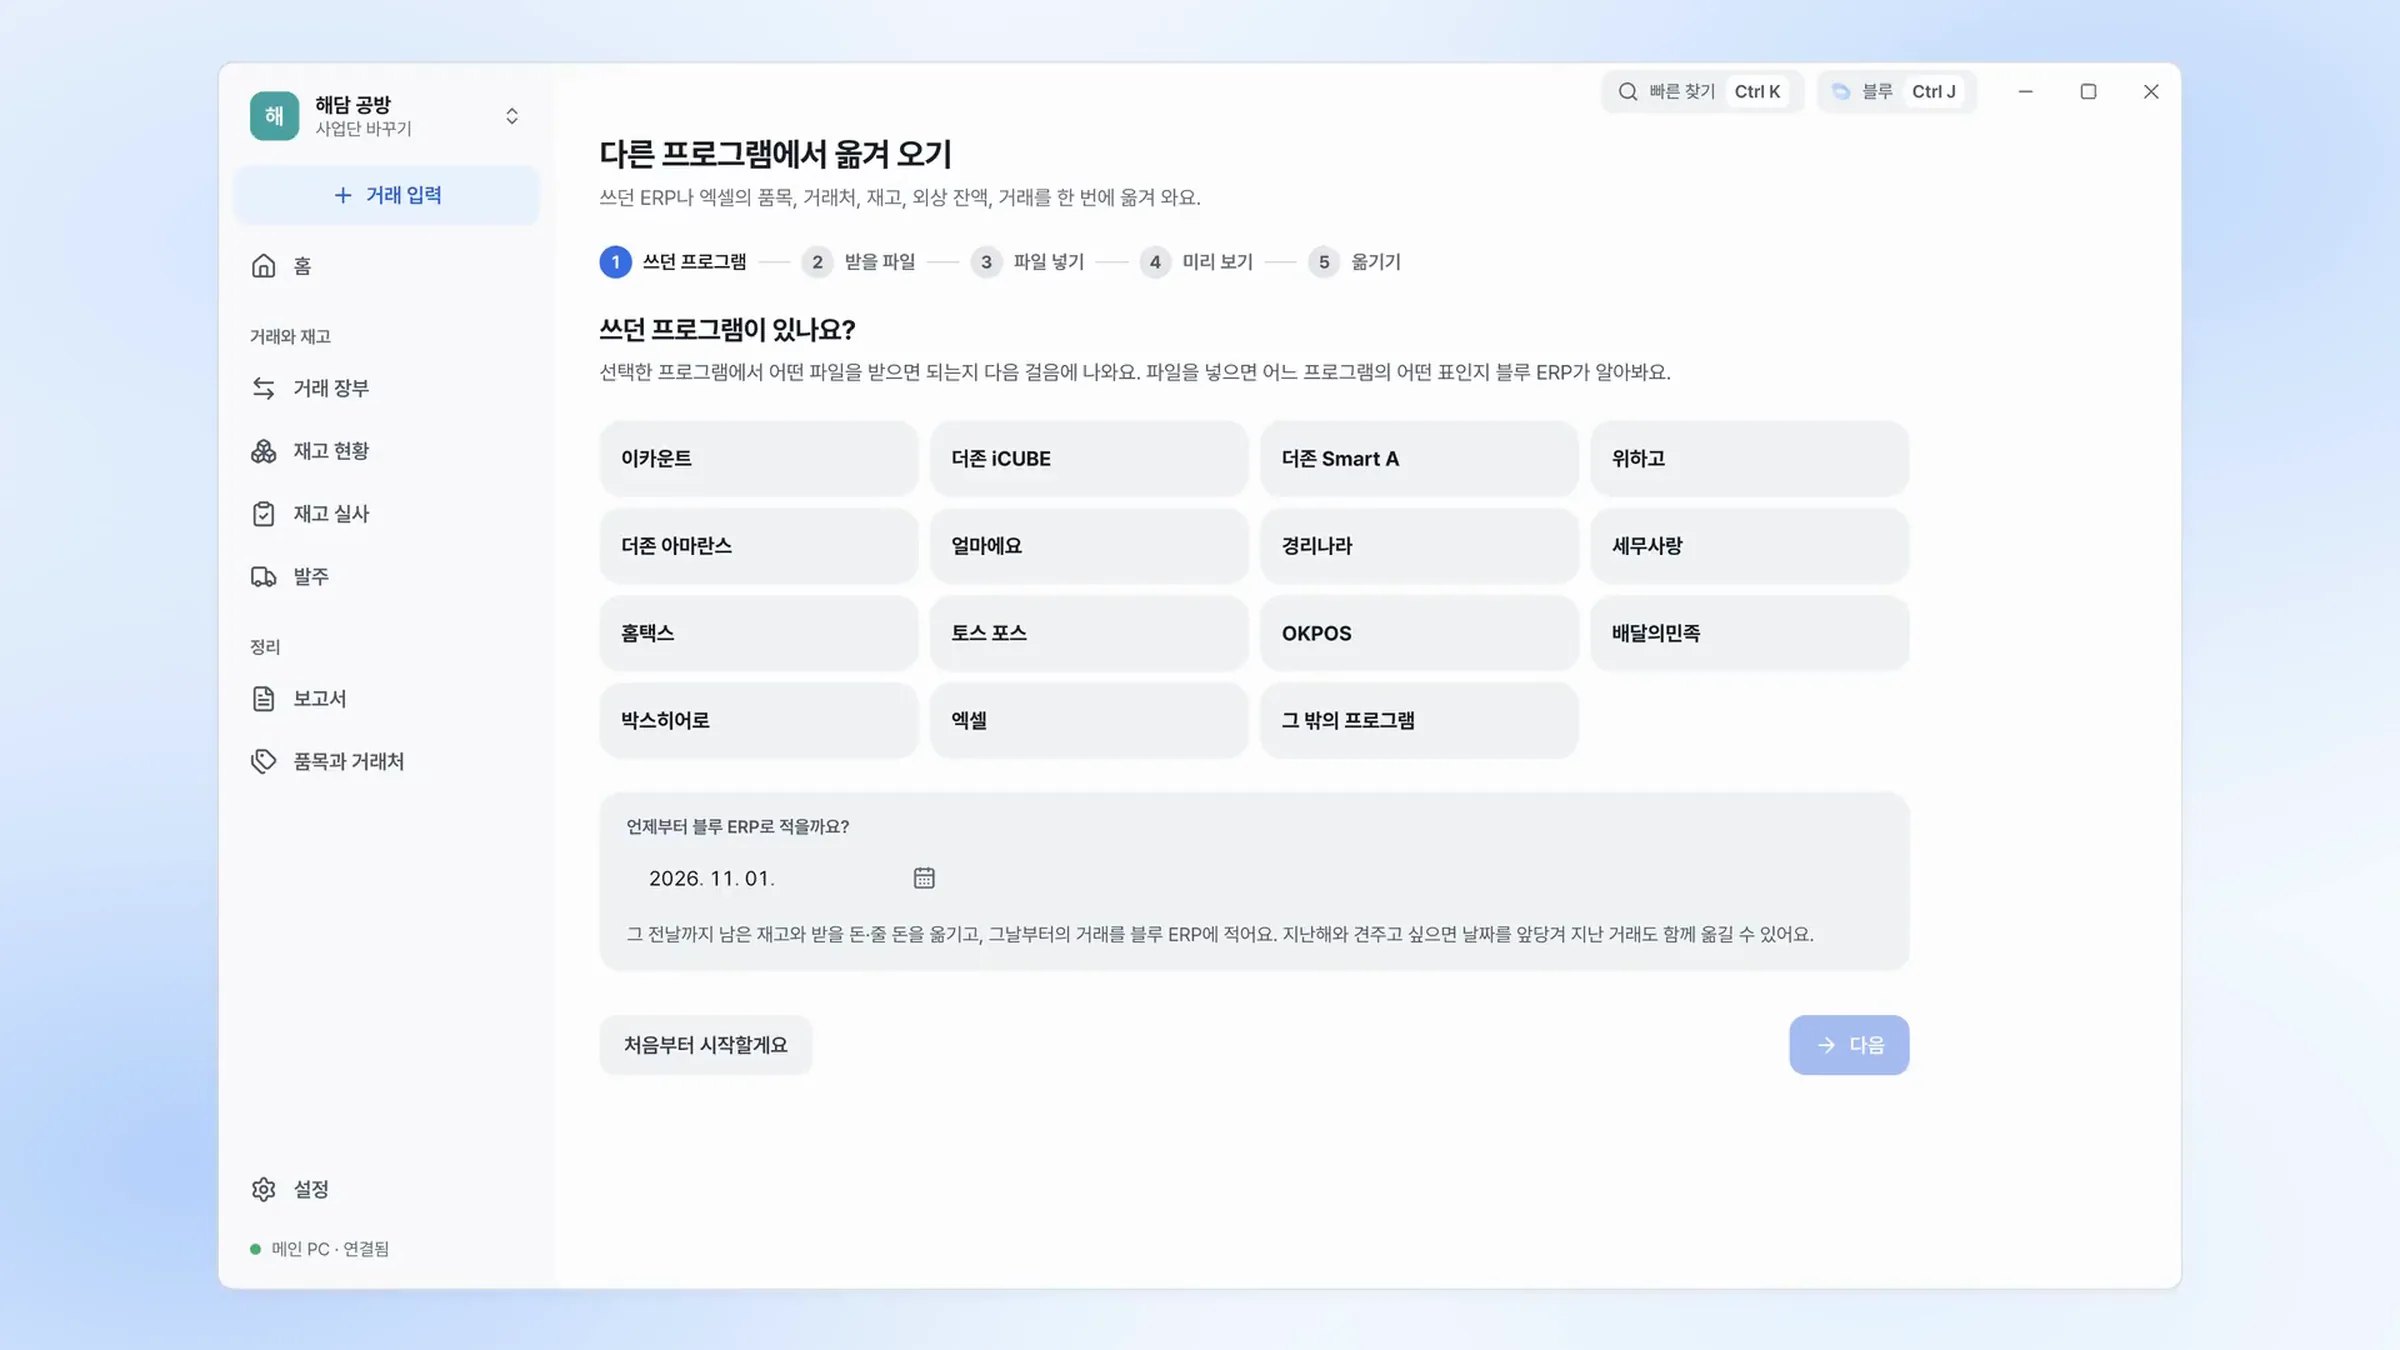 해
해담 공방
사업단 바꾸기
빠른 찾기 Ctrl K
블루 Ctrl J
거래 입력
홈
거래와 재고
거래 장부
재고 현황
재고 실사
발주
정리
보고서
품목과 거래처
설정
메인 PC · 연결됨
다른 프로그램에서 옮겨 오기
쓰던 ERP나 엑셀의 품목, 거래처, 재고, 외상 잔액, 거래를 한 번에 옮겨 와요.
1 쓰던 프로그램 2 받을 파일 3 파일 넣기 4 미리 보기 5 옮기기
쓰던 프로그램이 있나요?
선택한 프로그램에서 어떤 파일을 받으면 되는지 다음 걸음에 나와요. 파일을 넣으면 어느 프로그램의 어떤 표인지 블루 ERP가 알아봐요.
이카운트 더존 iCUBE 더존 Smart A 위하고
더존 아마란스 얼마에요 경리나라 세무사랑
홈택스 토스 포스 OKPOS 배달의민족
박스히어로 엑셀 그 밖의 프로그램
언제부터 블루 ERP로 적을까요?
2026. 11. 01.
그 전날까지 남은 재고와 받을 돈·줄 돈을 옮기고, 그날부터의 거래를 블루 ERP에 적어요. 지난해와 견주고 싶으면 날짜를 앞당겨 지난 거래도 함께 옮길 수 있어요.
처음부터 시작할게요
다음